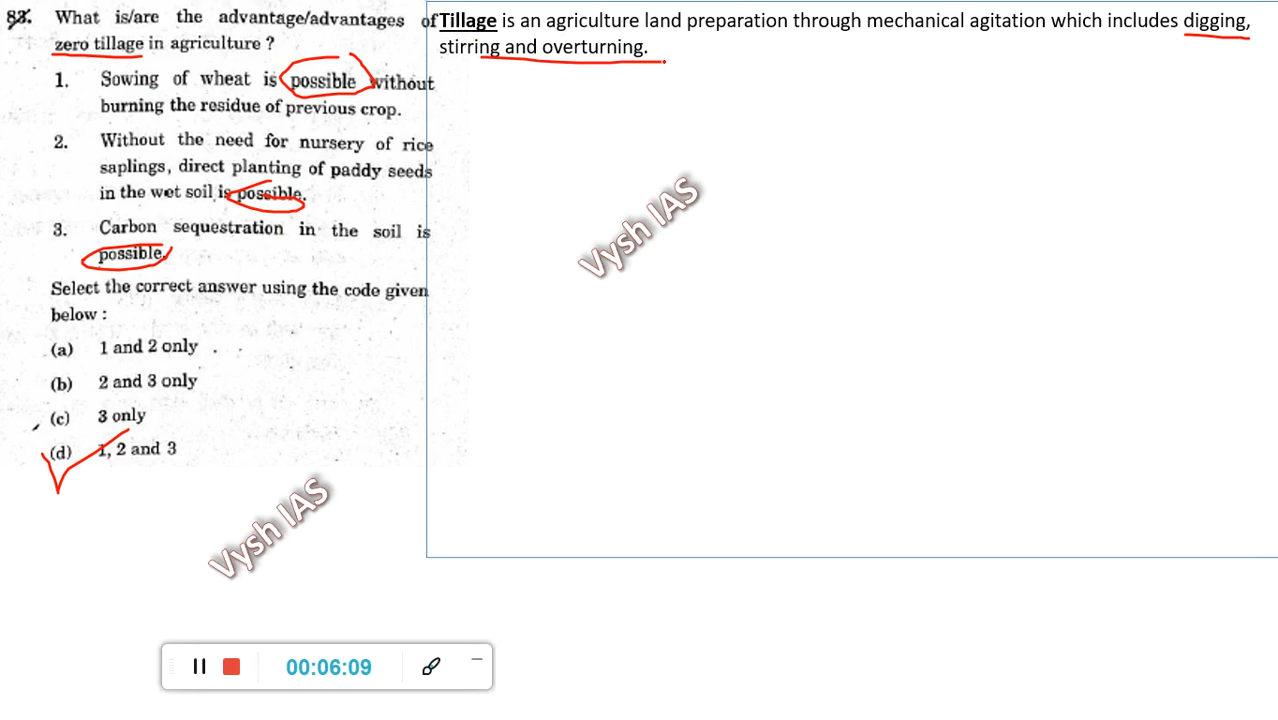 83. What is/are the advantage/advantages of
zero tillage in agriculture ?
1. Sowing of wheat is possible without
burning the residue of previous crop.
2. Without the need for nursery of rice
saplings, direct planting of paddy seeds
in the wet soil is possible.
3. Carbon sequestration in the soil is
possible.
Select the correct answer using the code given
below :
(a) 1 and 2 only
(b) 2 and 3 only
(c) 3 only
(d) 1, 2 and 3
Tillage is an agriculture land preparation through mechanical agitation which includes digging,
stirring and overturning.
Vysh IAS
Vysh IAS
00:06:09